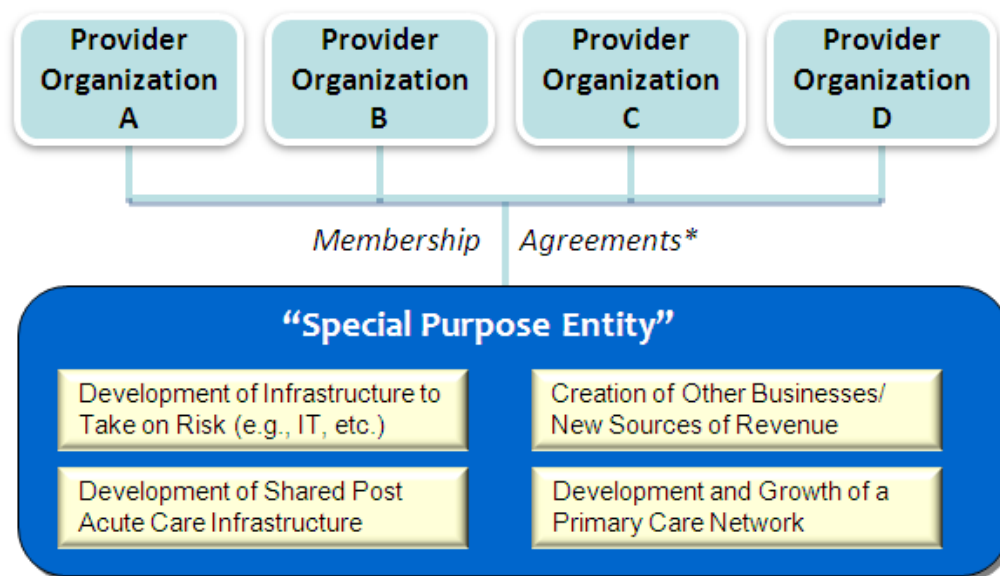 Provider
Organization
A
Provider
Organization
B
Provider
Organization
C
Provider
Organization
D
Membership Agreements*
“Special Purpose Entity”
Development of Infrastructure to
Take on Risk (e.g., IT, etc.)
Creation of Other Businesses/
New Sources of Revenue
Development of Shared Post
Acute Care Infrastructure
Development and Growth of a
Primary Care Network